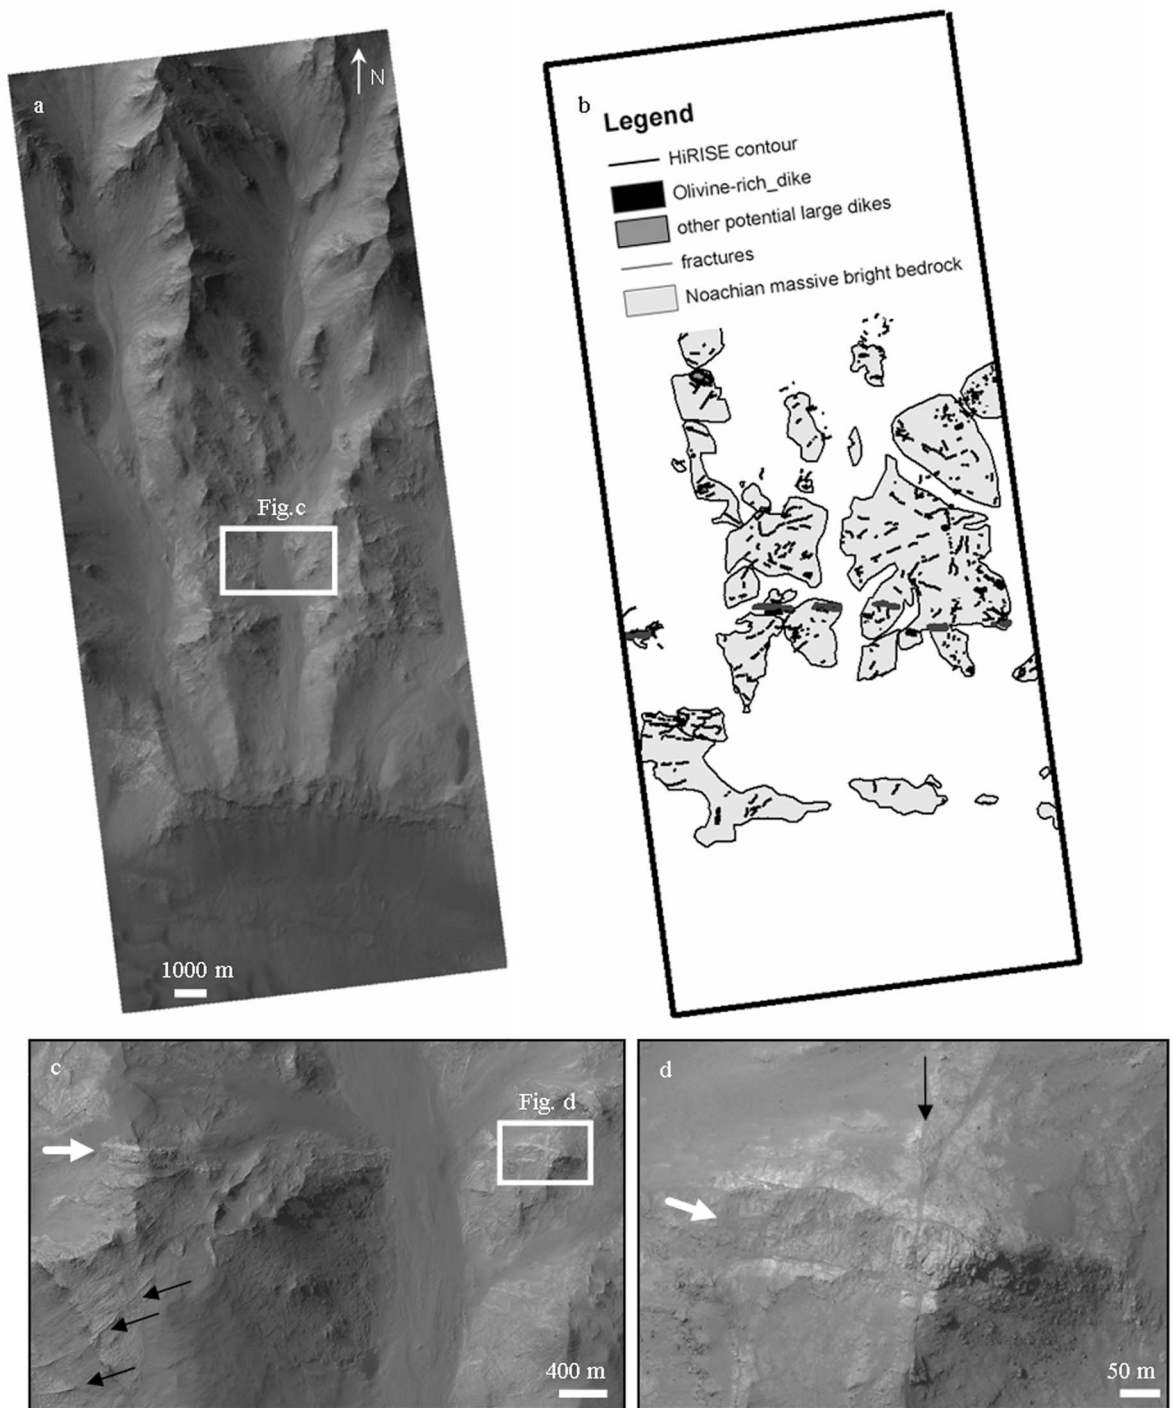 a
N
Fig.c
1000 m
b
Legend
HiRISE contour
Olivine-rich_dike
other potential large dikes
fractures
Noachian massive bright bedrock
c
Fig. d
400 m
d
50 m